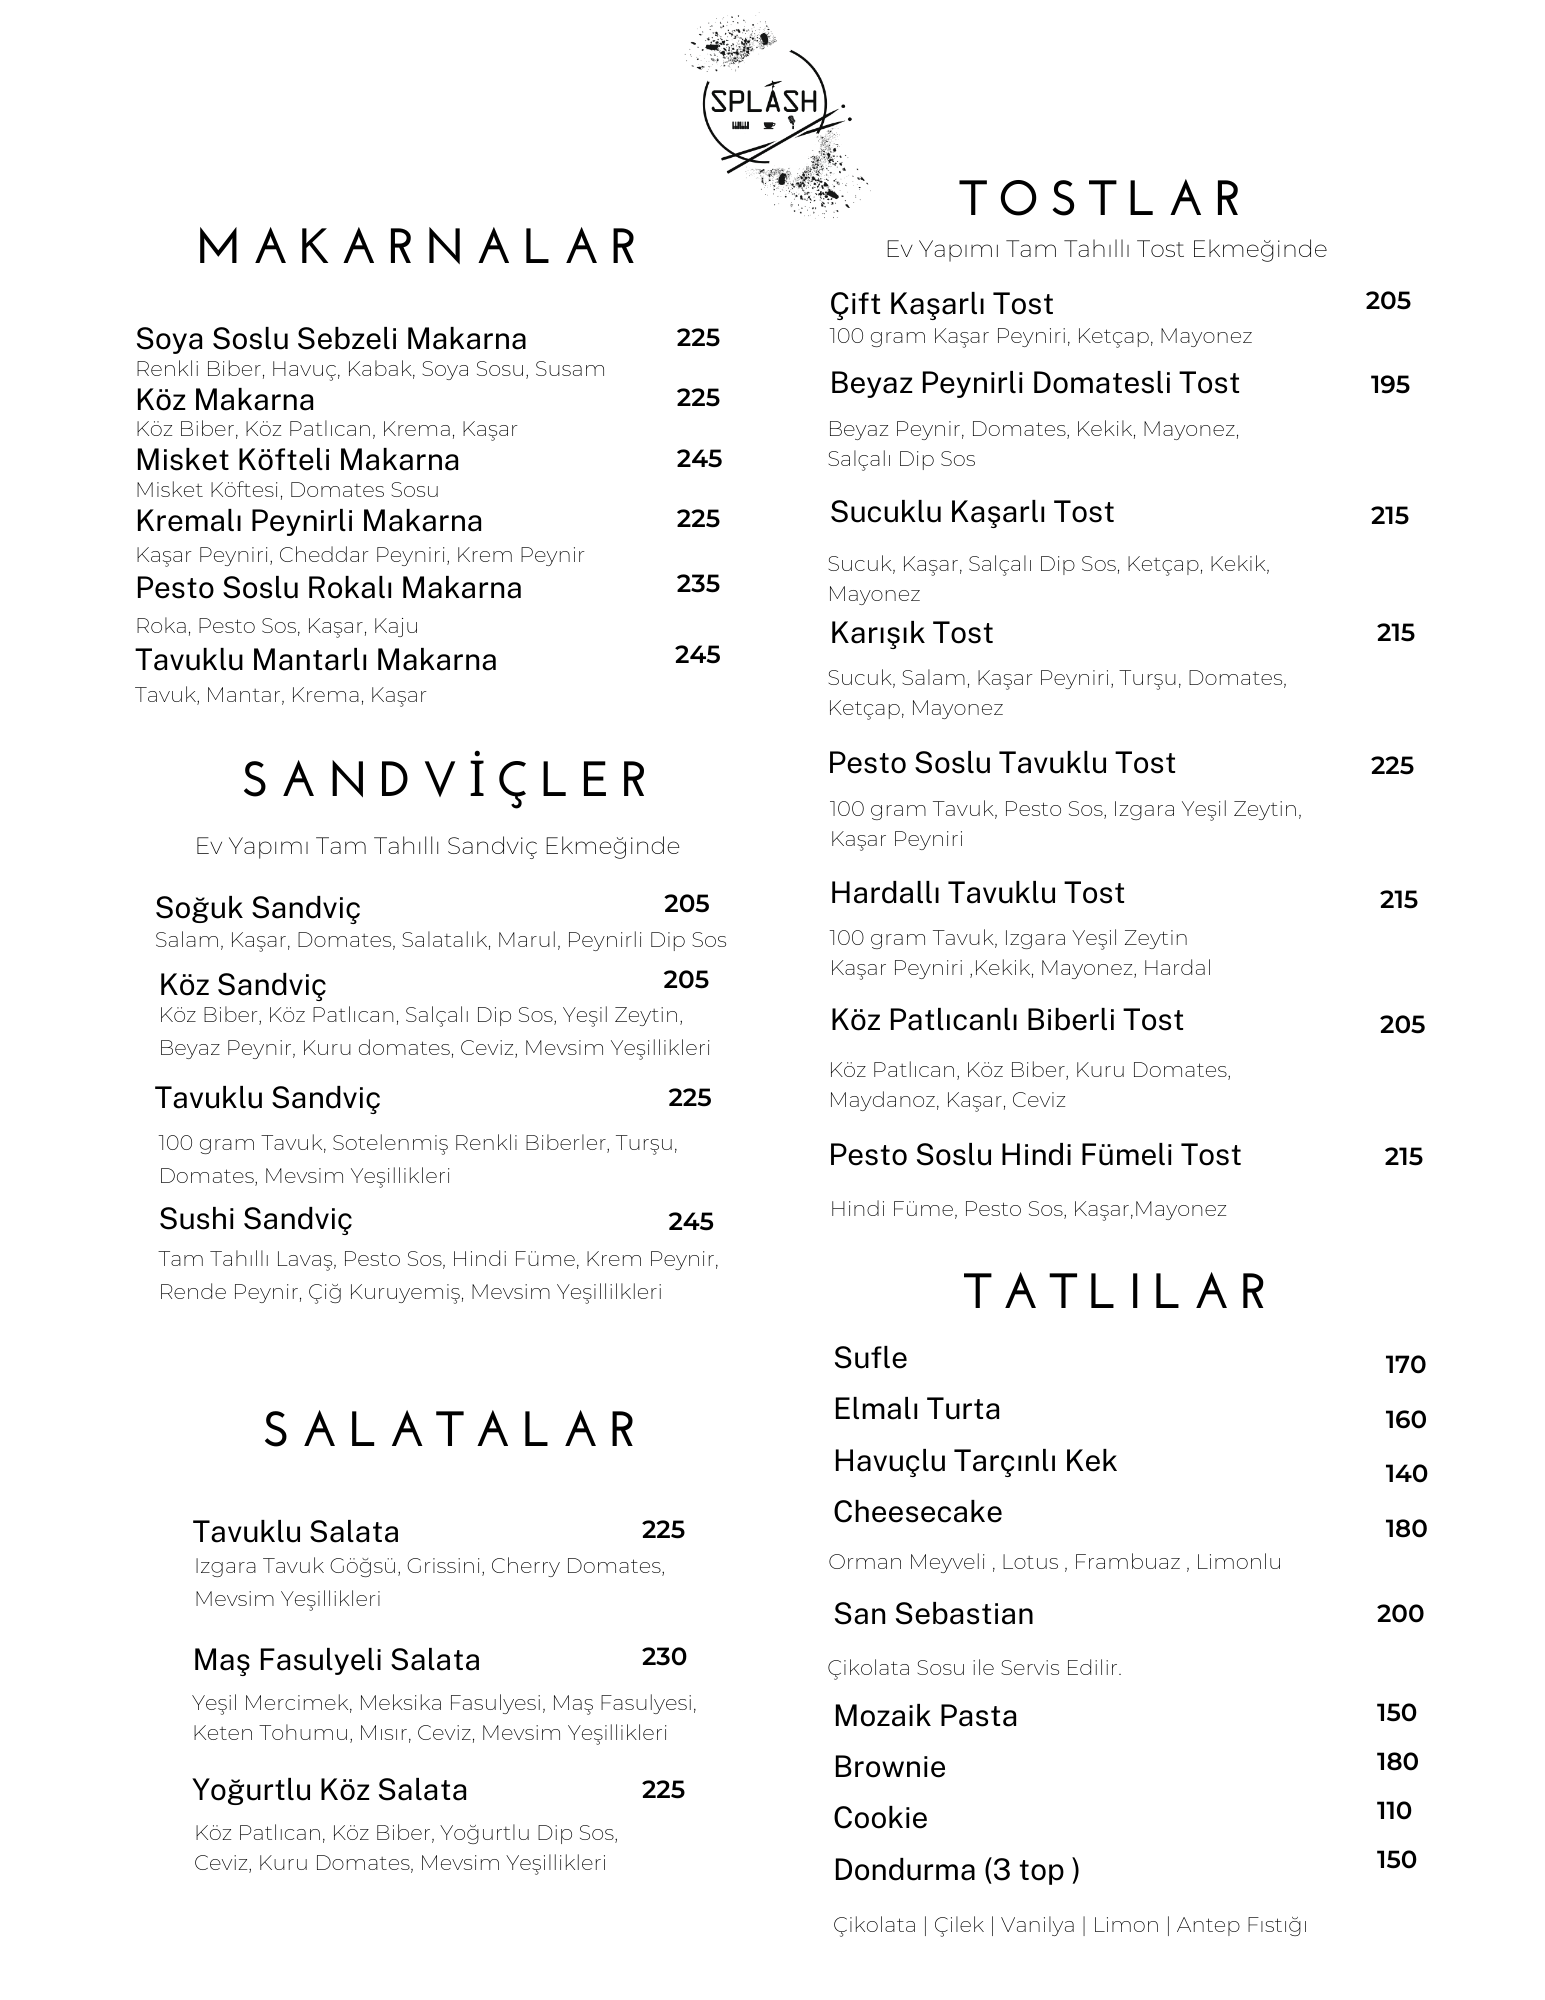 SPLASH
MAKARNALAR
Soya Soslu Sebzeli Makarna 225
Renkli Biber, Havuç, Kabak, Soya Sosu, Susam
Köz Makarna 225
Köz Biber, Köz Patlıcan, Krema, Kaşar
Misket Köfteli Makarna 245
Misket Köftesi, Domates Sosu
Kremalı Peynirli Makarna 225
Kaşar Peyniri, Cheddar Peyniri, Krem Peynir
Pesto Soslu Rokalı Makarna 235
Roka, Pesto Sos, Kaşar, Kaju
Tavuklu Mantarlı Makarna 245
Tavuk, Mantar, Krema, Kaşar
SANDVİÇLER
Ev Yapımı Tam Tahıllı Sandviç Ekmeğinde
Soğuk Sandviç 205
Salam, Kaşar, Domates, Salatalık, Marul, Peynirli Dip Sos
Köz Sandviç 205
Köz Biber, Köz Patlıcan, Salçalı Dip Sos, Yeşil Zeytin,
Beyaz Peynir, Kuru domates, Ceviz, Mevsim Yeşillikleri
Tavuklu Sandviç 225
100 gram Tavuk, Sotelenmiş Renkli Biberler, Turşu,
Domates, Mevsim Yeşillikleri
Sushi Sandviç 245
Tam Tahıllı Lavaş, Pesto Sos, Hindi Füme, Krem Peynir,
Rende Peynir, Çiğ Kuruyemiş, Mevsim Yeşillilkleri
SALATALAR
Tavuklu Salata 225
Izgara Tavuk Göğsü, Grissini, Cherry Domates,
Mevsim Yeşillikleri
Maş Fasulyeli Salata 230
Yeşil Mercimek, Meksika Fasulyesi, Maş Fasulyesi,
Keten Tohumu, Mısır, Ceviz, Mevsim Yeşillikleri
Yoğurtlu Köz Salata 225
Köz Patlıcan, Köz Biber, Yoğurtlu Dip Sos,
Ceviz, Kuru Domates, Mevsim Yeşillikleri
TOSTLAR
Ev Yapımı Tam Tahıllı Tost Ekmeğinde
Çift Kaşarlı Tost 205
100 gram Kaşar Peyniri, Ketçap, Mayonez
Beyaz Peynirli Domatesli Tost 195
Beyaz Peynir, Domates, Kekik, Mayonez,
Salçalı Dip Sos
Sucuklu Kaşarlı Tost 215
Sucuk, Kaşar, Salçalı Dip Sos, Ketçap, Kekik,
Mayonez
Karışık Tost 215
Sucuk, Salam, Kaşar Peyniri, Turşu, Domates,
Ketçap, Mayonez
Pesto Soslu Tavuklu Tost 225
100 gram Tavuk, Pesto Sos, Izgara Yeşil Zeytin,
Kaşar Peyniri
Hardallı Tavuklu Tost 215
100 gram Tavuk, Izgara Yeşil Zeytin
Kaşar Peyniri ,Kekik, Mayonez, Hardal
Köz Patlıcanlı Biberli Tost 205
Köz Patlıcan, Köz Biber, Kuru Domates,
Maydanoz, Kaşar, Ceviz
Pesto Soslu Hindi Fümeli Tost 215
Hindi Füme, Pesto Sos, Kaşar,Mayonez
TATLILAR
Sufle 170
Elmalı Turta 160
Havuçlu Tarçınlı Kek 140
Cheesecake 180
Orman Meyveli , Lotus , Frambuaz , Limonlu
San Sebastian 200
Çikolata Sosu ile Servis Edilir.
Mozaik Pasta 150
Brownie 180
Cookie 110
Dondurma (3 top ) 150
Çikolata | Çilek | Vanilya | Limon | Antep Fıstığı